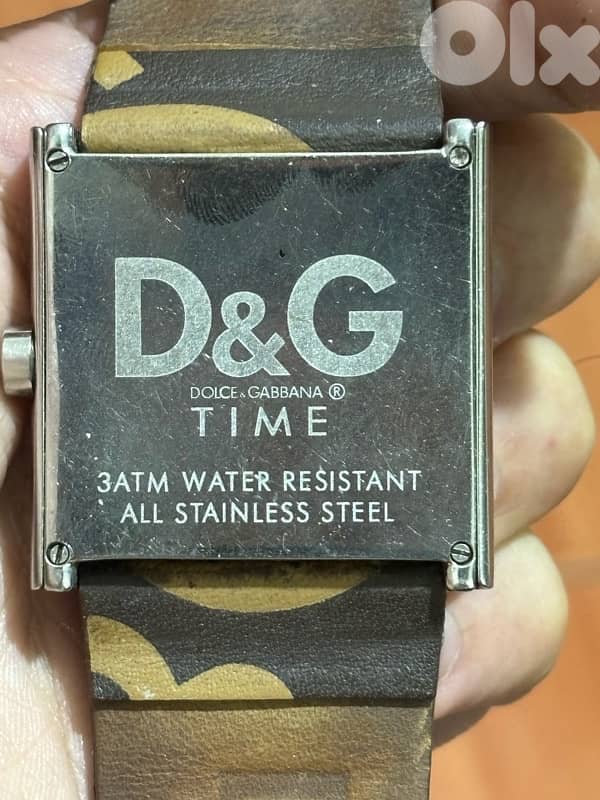 Olx
D&G
DOLCE & GABBANA ®
TIME
3ATM WATER RESISTANT
ALL STAINLESS STEEL